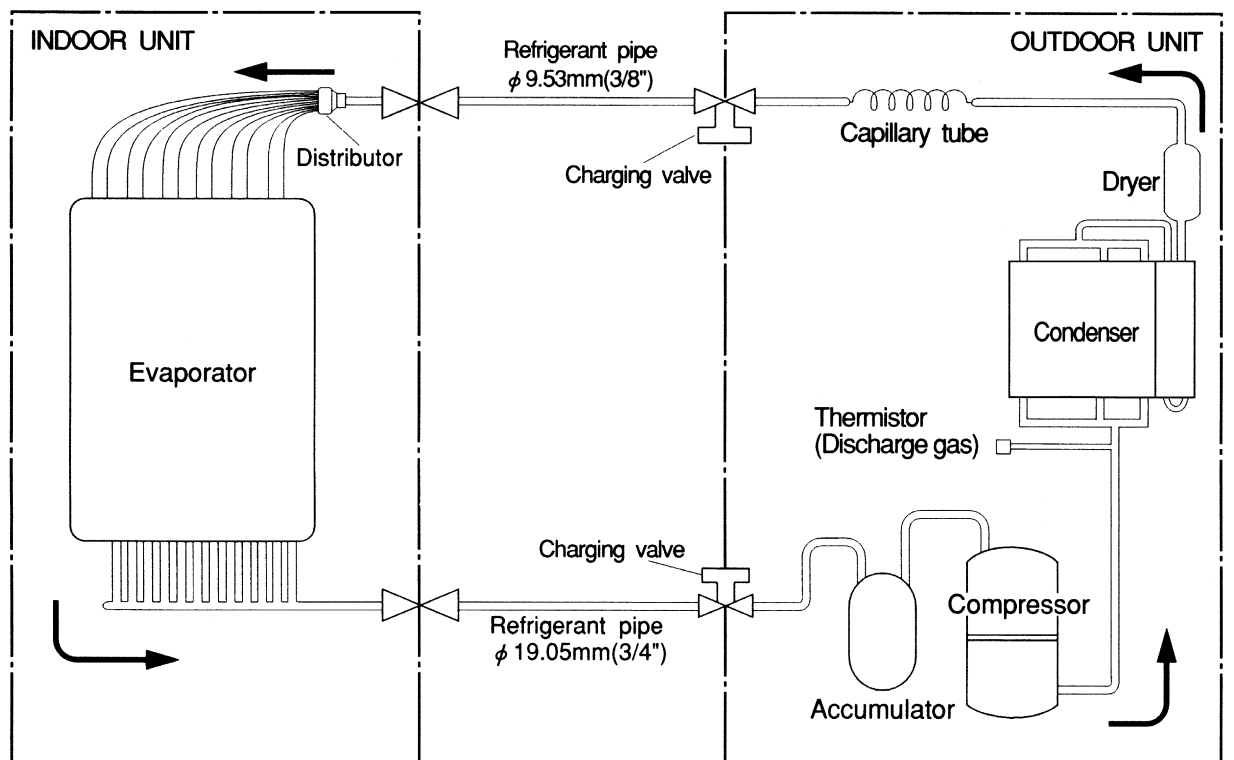 INDOOR UNIT
OUTDOOR UNIT
Refrigerant pipe
ϕ 9.53mm(3/8")
Distributor
Charging valve
Capillary tube
Dryer
Evaporator
Condenser
Thermistor
(Discharge gas)
Charging valve
Refrigerant pipe
ϕ 19.05mm(3/4")
Compressor
Accumulator